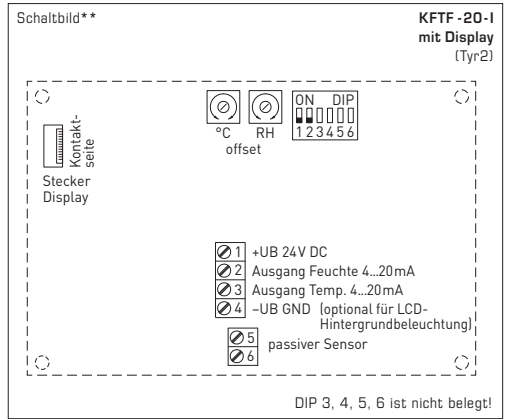 Schaltbild**
KFTF -20-I
mit Display
(Tyr2)
ON DIP
1 2 3 4 5 6
°C RH
offset
Kontakt-
seite
Stecker
Display
1 +UB 24V DC
2 Ausgang Feuchte 4...20mA
3 Ausgang Temp. 4...20mA
4 –UB GND (optional für LCD-
Hintergrundbeleuchtung)
5 passiver Sensor
6
DIP 3, 4, 5, 6 ist nicht belegt!